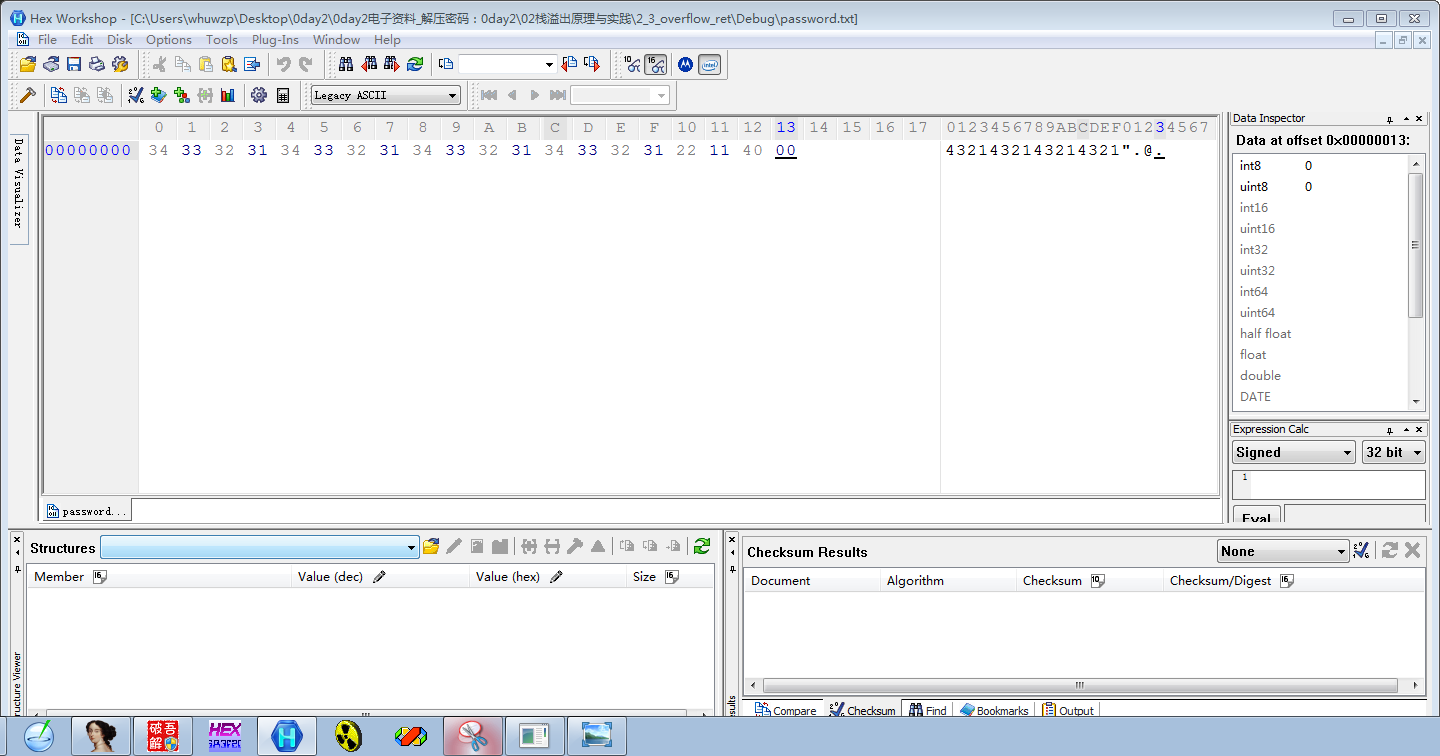 Hex Workshop - [C:\Users\whuwzp\Desktop\0day2\0day2电子资料_解压密码：0day2\02栈溢出原理与实践\2_3_overflow_ret\Debug\password.txt]
File Edit Disk Options Tools Plug-Ins Window Help
Legacy ASCII
Data Visualizer
0 1 2 3 4 5 6 7 8 9 A B C D E F 10 11 12 13 14 15 16 17 0123456789ABCDEF01234567
00000000 34 33 32 31 34 33 32 31 34 33 32 31 34 33 32 31 22 11 40 00 4321432143214321".@.
Data Inspector
Data at offset 0x00000013:
int8 0
uint8 0
int16
uint16
int32
uint32
int64
uint64
half float
float
double
DATE
Expression Calc
Signed 32 bit
1
Eval
password...
Structures
Member Value (dec) Value (hex) Size
Checksum Results None
Document Algorithm Checksum Checksum/Digest
Compare Checksum Find Bookmarks Output
破吾解
HEX